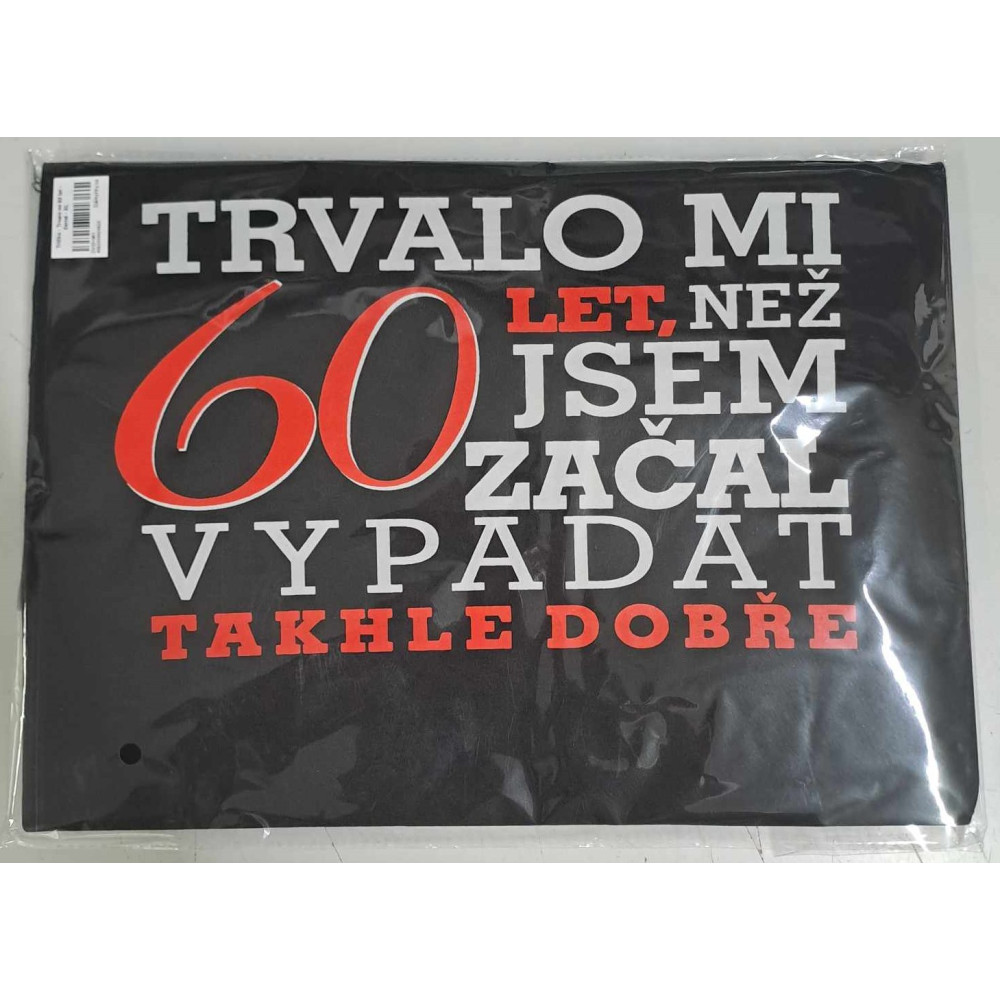 TRVALO MI
60 LET, NEŽ
JSEM
ZAČAL
VYPADAT
TAKHLE DOBŘE